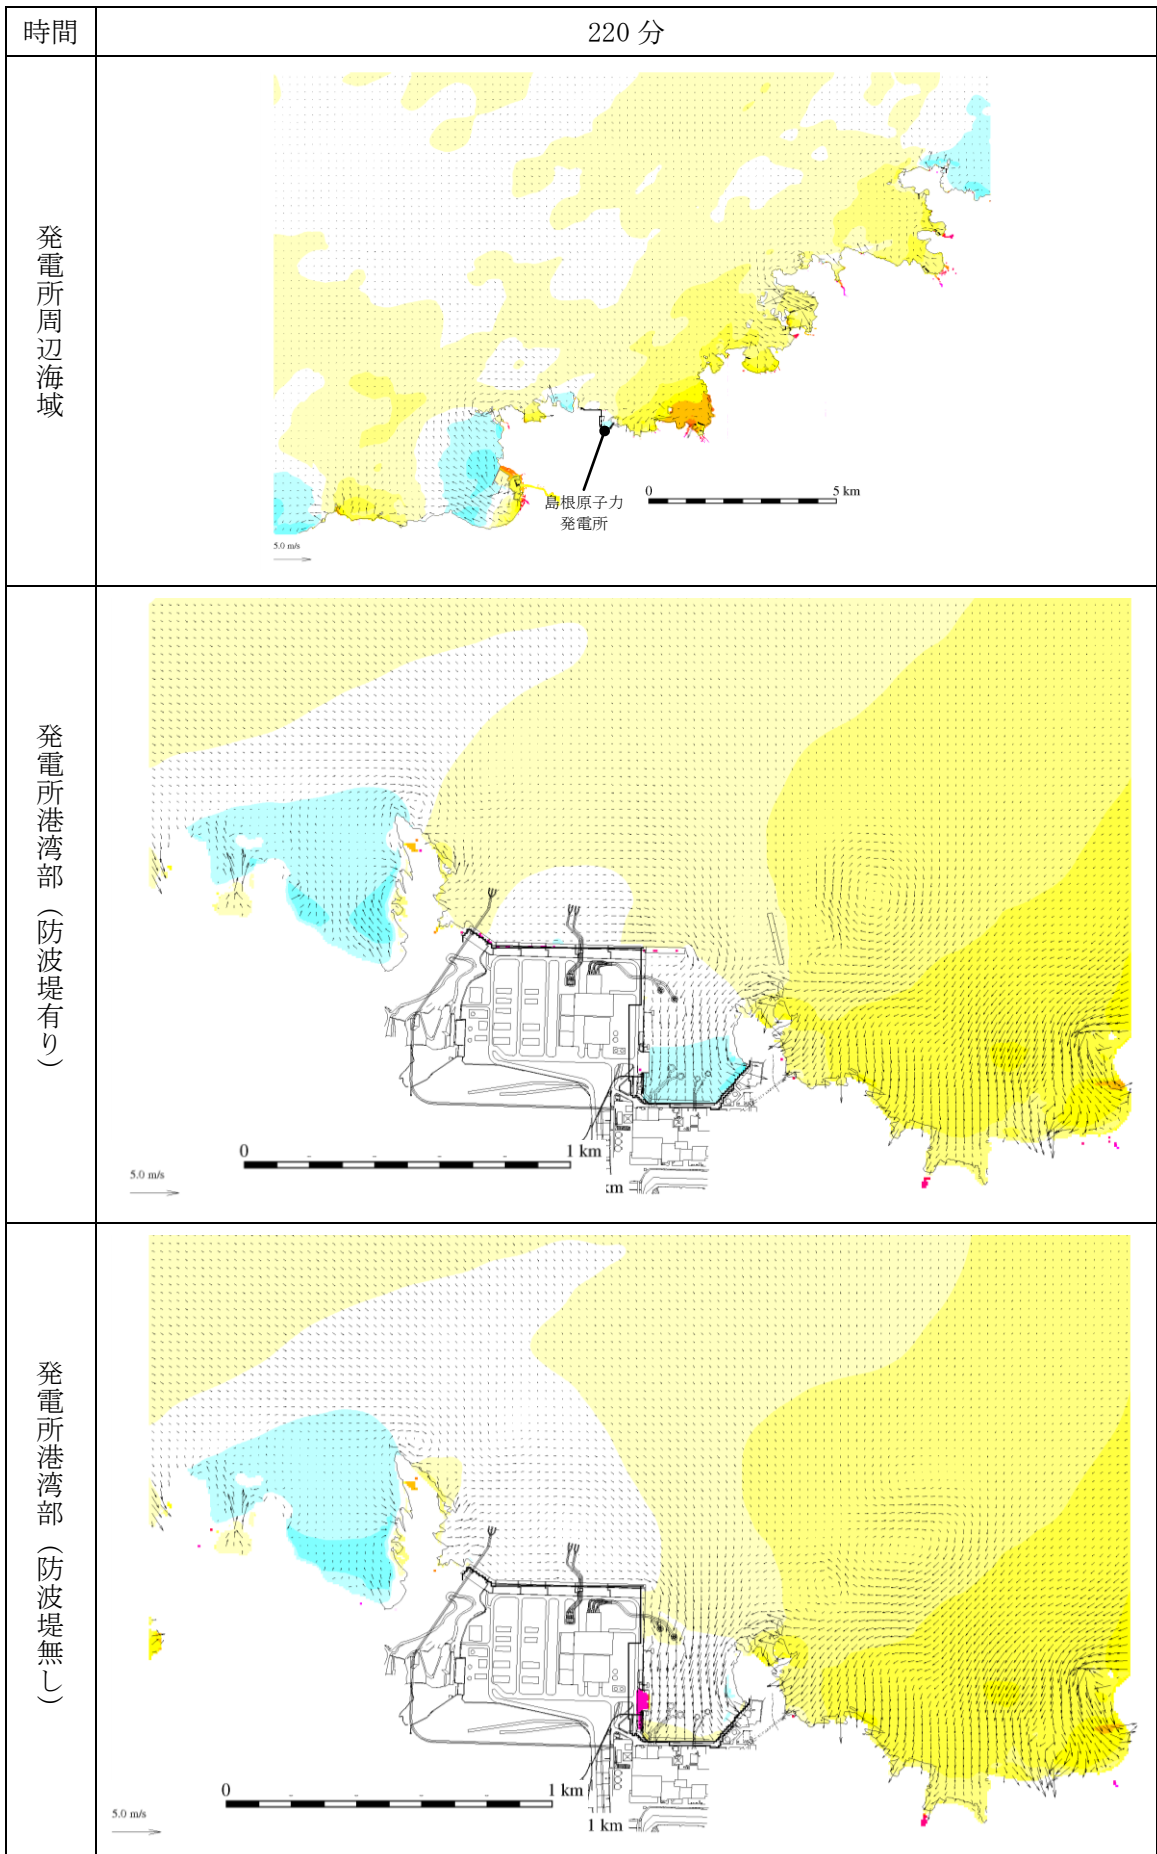 時間
220 分
発電所周辺海域
島根原子力
発電所
0
5 km
5.0 m/s
発電所港湾部（防波堤有り）
0
1 km
5.0 m/s
km
発電所港湾部（防波堤無し）
0
1 km
5.0 m/s
1 km